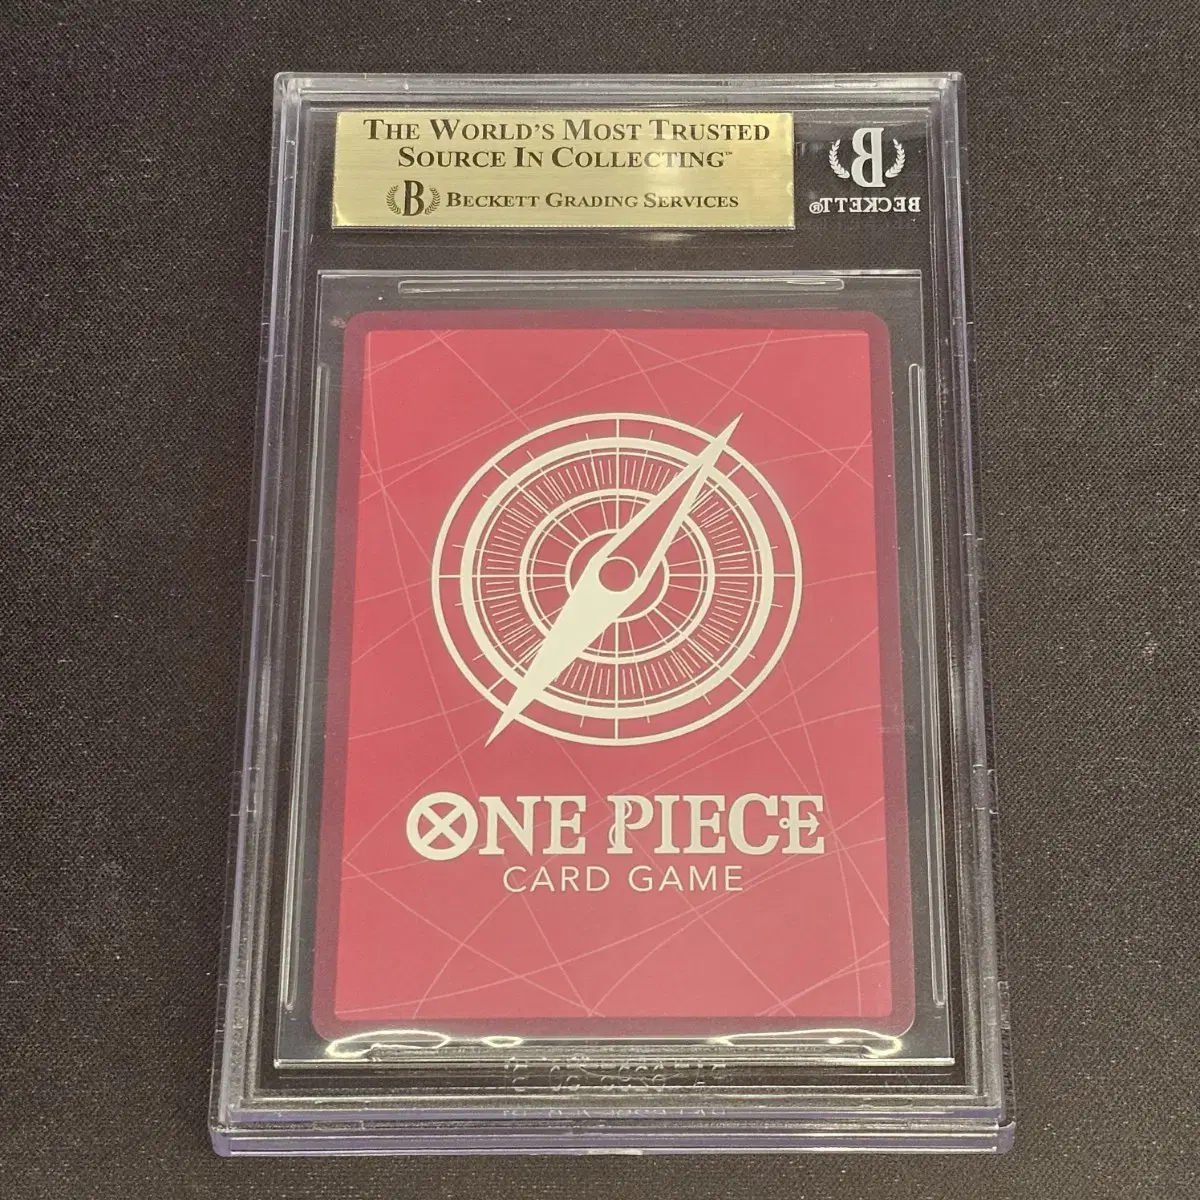 THE WORLD'S MOST TRUSTED
SOURCE IN COLLECTING™
B BECKETT GRADING SERVICES
B
BECKETT®
ONE PIECE
CARD GAME